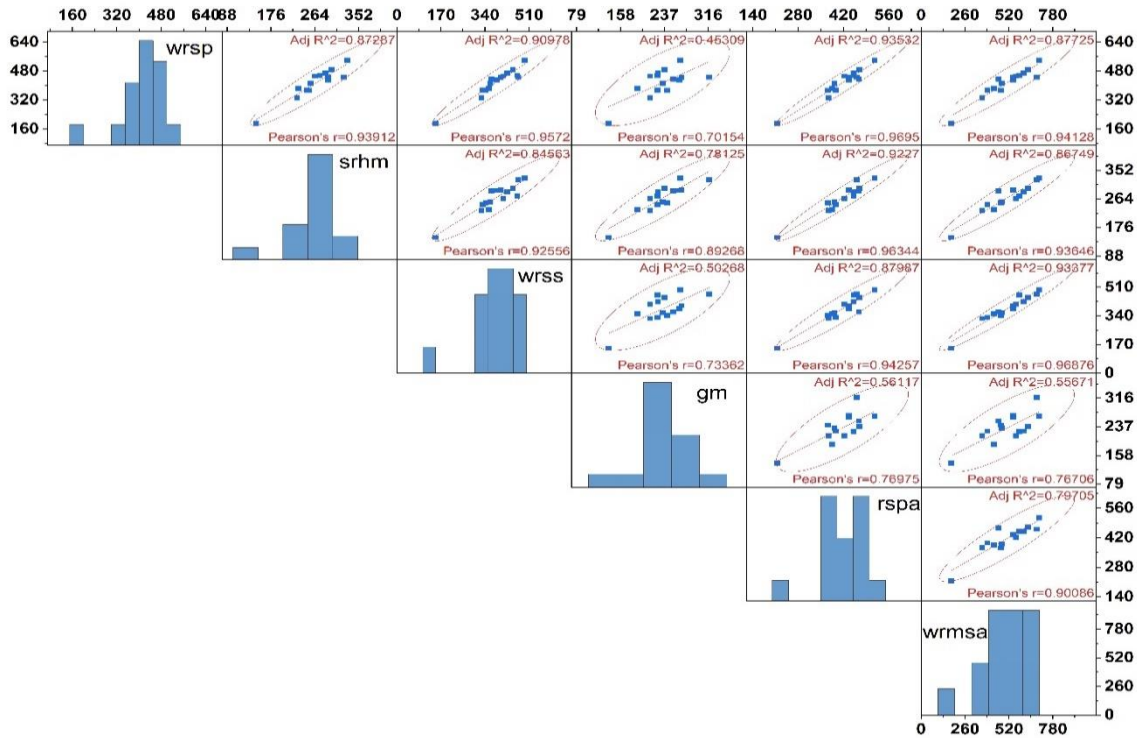 160 320 480 640 88 176 264 352 0 170 340 510 79 158 237 316 140 280 420 560 0 260 520 780
wrsp
640
480
320
160
Adj R^2=0.87287
Pearson's r=0.93912
Adj R^2=0.90978
Pearson's r=0.9572
Adj R^2=0.45309
Pearson's r=0.70154
Adj R^2=0.93532
Pearson's r=0.9695
Adj R^2=0.87725
Pearson's r=0.94128
640
480
320
160
srhm
Adj R^2=0.84563
Pearson's r=0.92556
Adj R^2=0.78125
Pearson's r=0.89268
Adj R^2=0.9227
Pearson's r=0.96344
Adj R^2=0.86749
Pearson's r=0.93646
352
264
176
88
wrss
Adj R^2=0.50268
Pearson's r=0.73362
Adj R^2=0.87967
Pearson's r=0.94257
Adj R^2=0.93377
Pearson's r=0.96876
510
340
170
0
gm
Adj R^2=0.56117
Pearson's r=0.76975
Adj R^2=0.55671
Pearson's r=0.76706
316
237
158
79
rspa
Adj R^2=0.79705
Pearson's r=0.90086
560
420
280
140
wrmsa
780
520
260
0
0 260 520 780